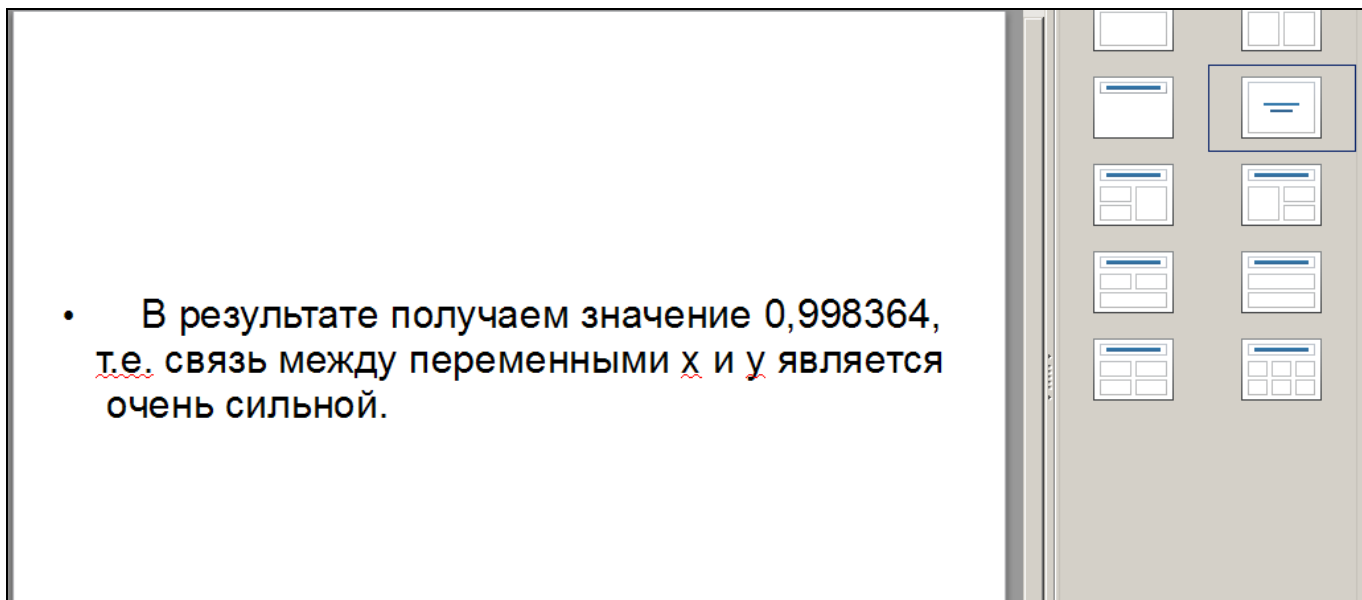 • В результате получаем значение 0,998364,
т.е. связь между переменными х и у является
очень сильной.